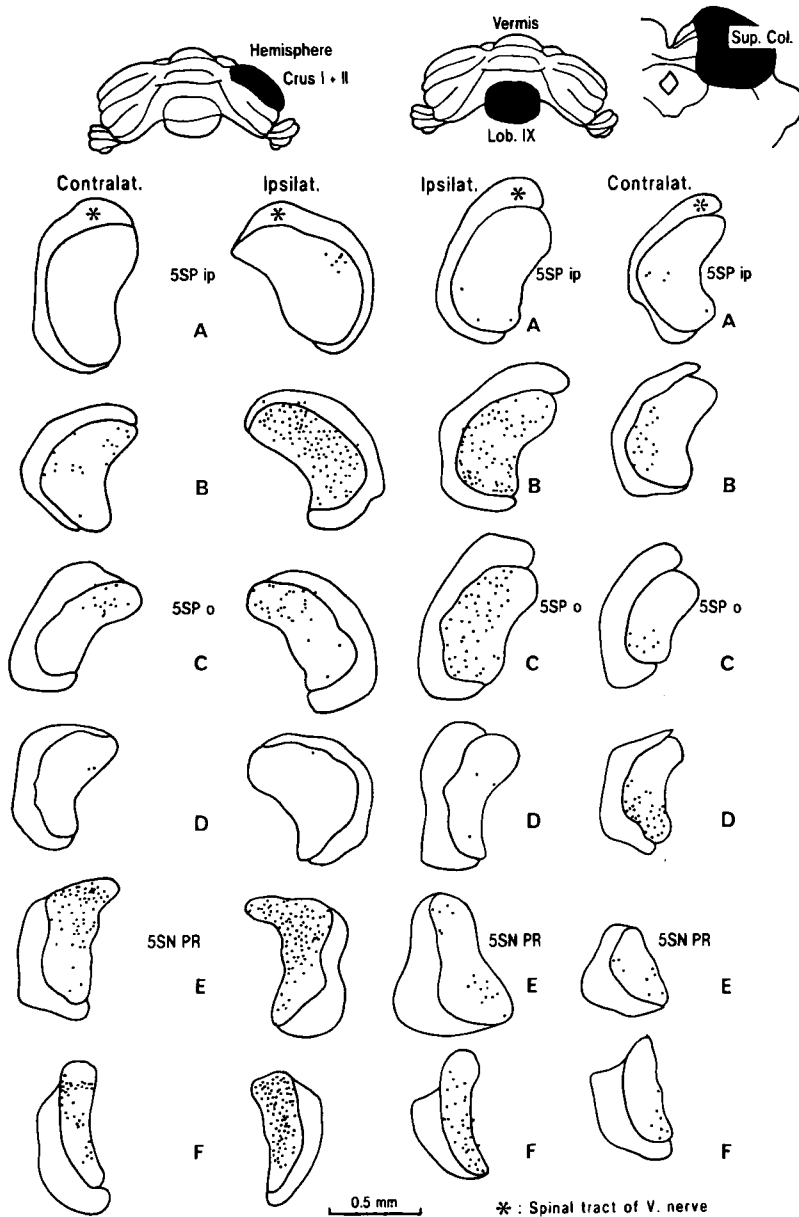 Hemisphere
Crus I + II
Vermis
Lob. IX
Sup. Col.
Contralat. Ipsilat. Ipsilat. Contralat.
* * * *
5SP ip 5SP ip 5SP ip
A A A
B B B
5SP o 5SP o 5SP o
C C C
D D D
5SN PR 5SN PR 5SN PR
E E E
F F F
0.5 mm
* : Spinal tract of V. nerve